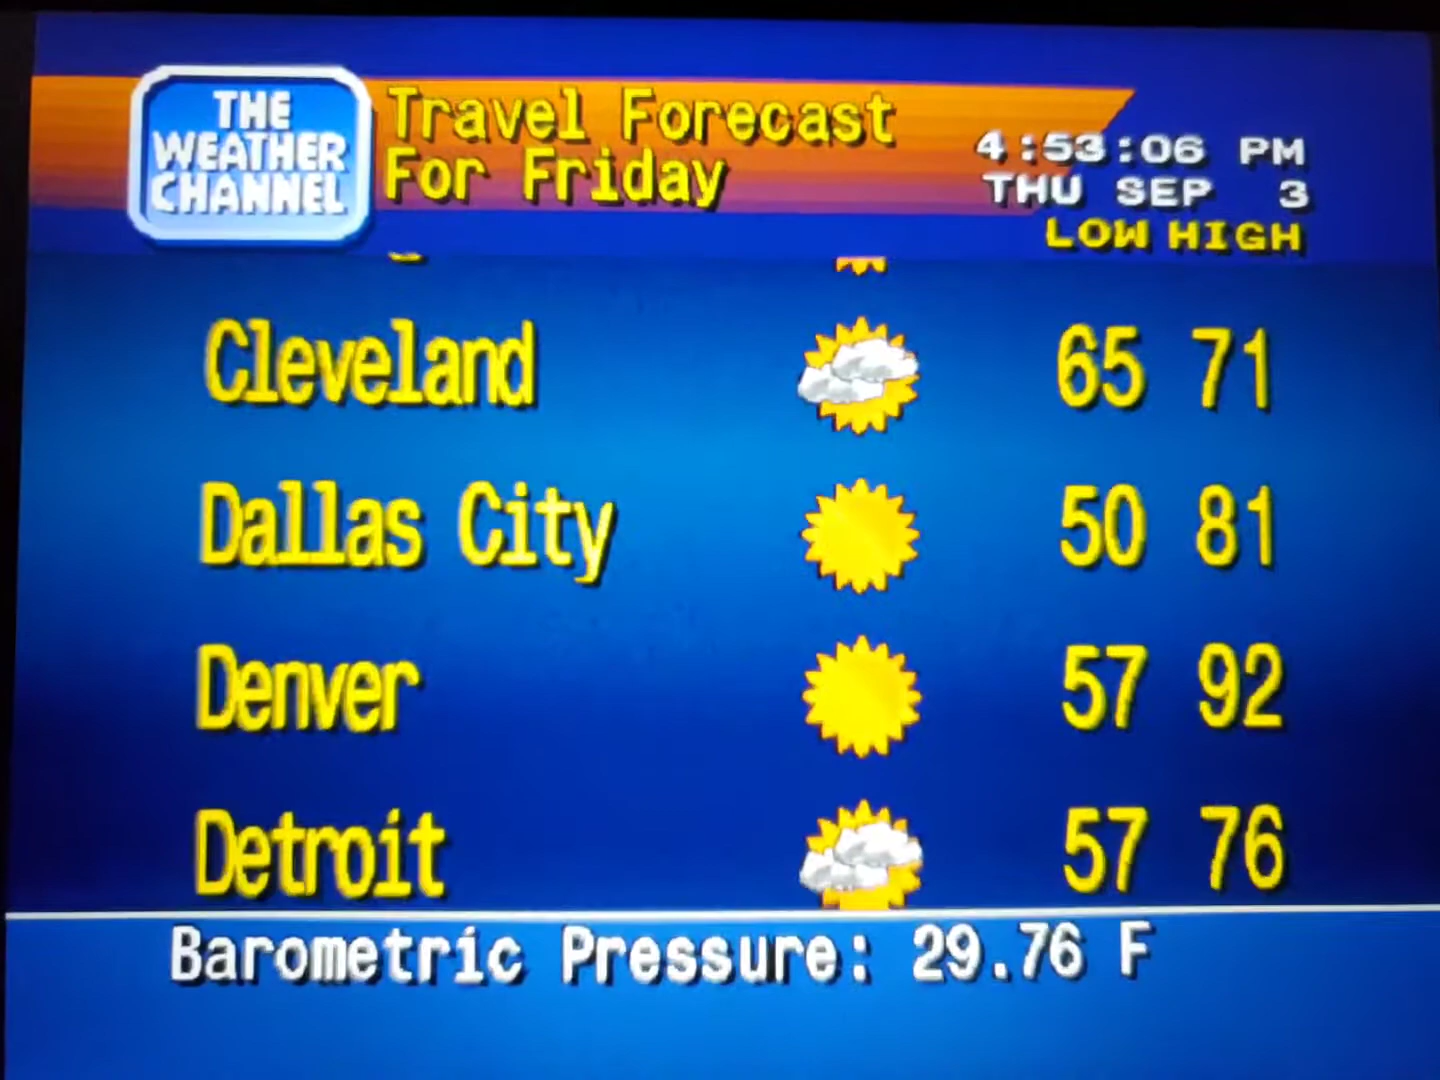 THE
WEATHER
CHANNEL
Travel Forecast
For Friday
4:53:06 PM
THU SEP 3
LOW HIGH
Cleveland 65 71
Dallas City 50 81
Denver 57 92
Detroit 57 76
Barometric Pressure: 29.76 F